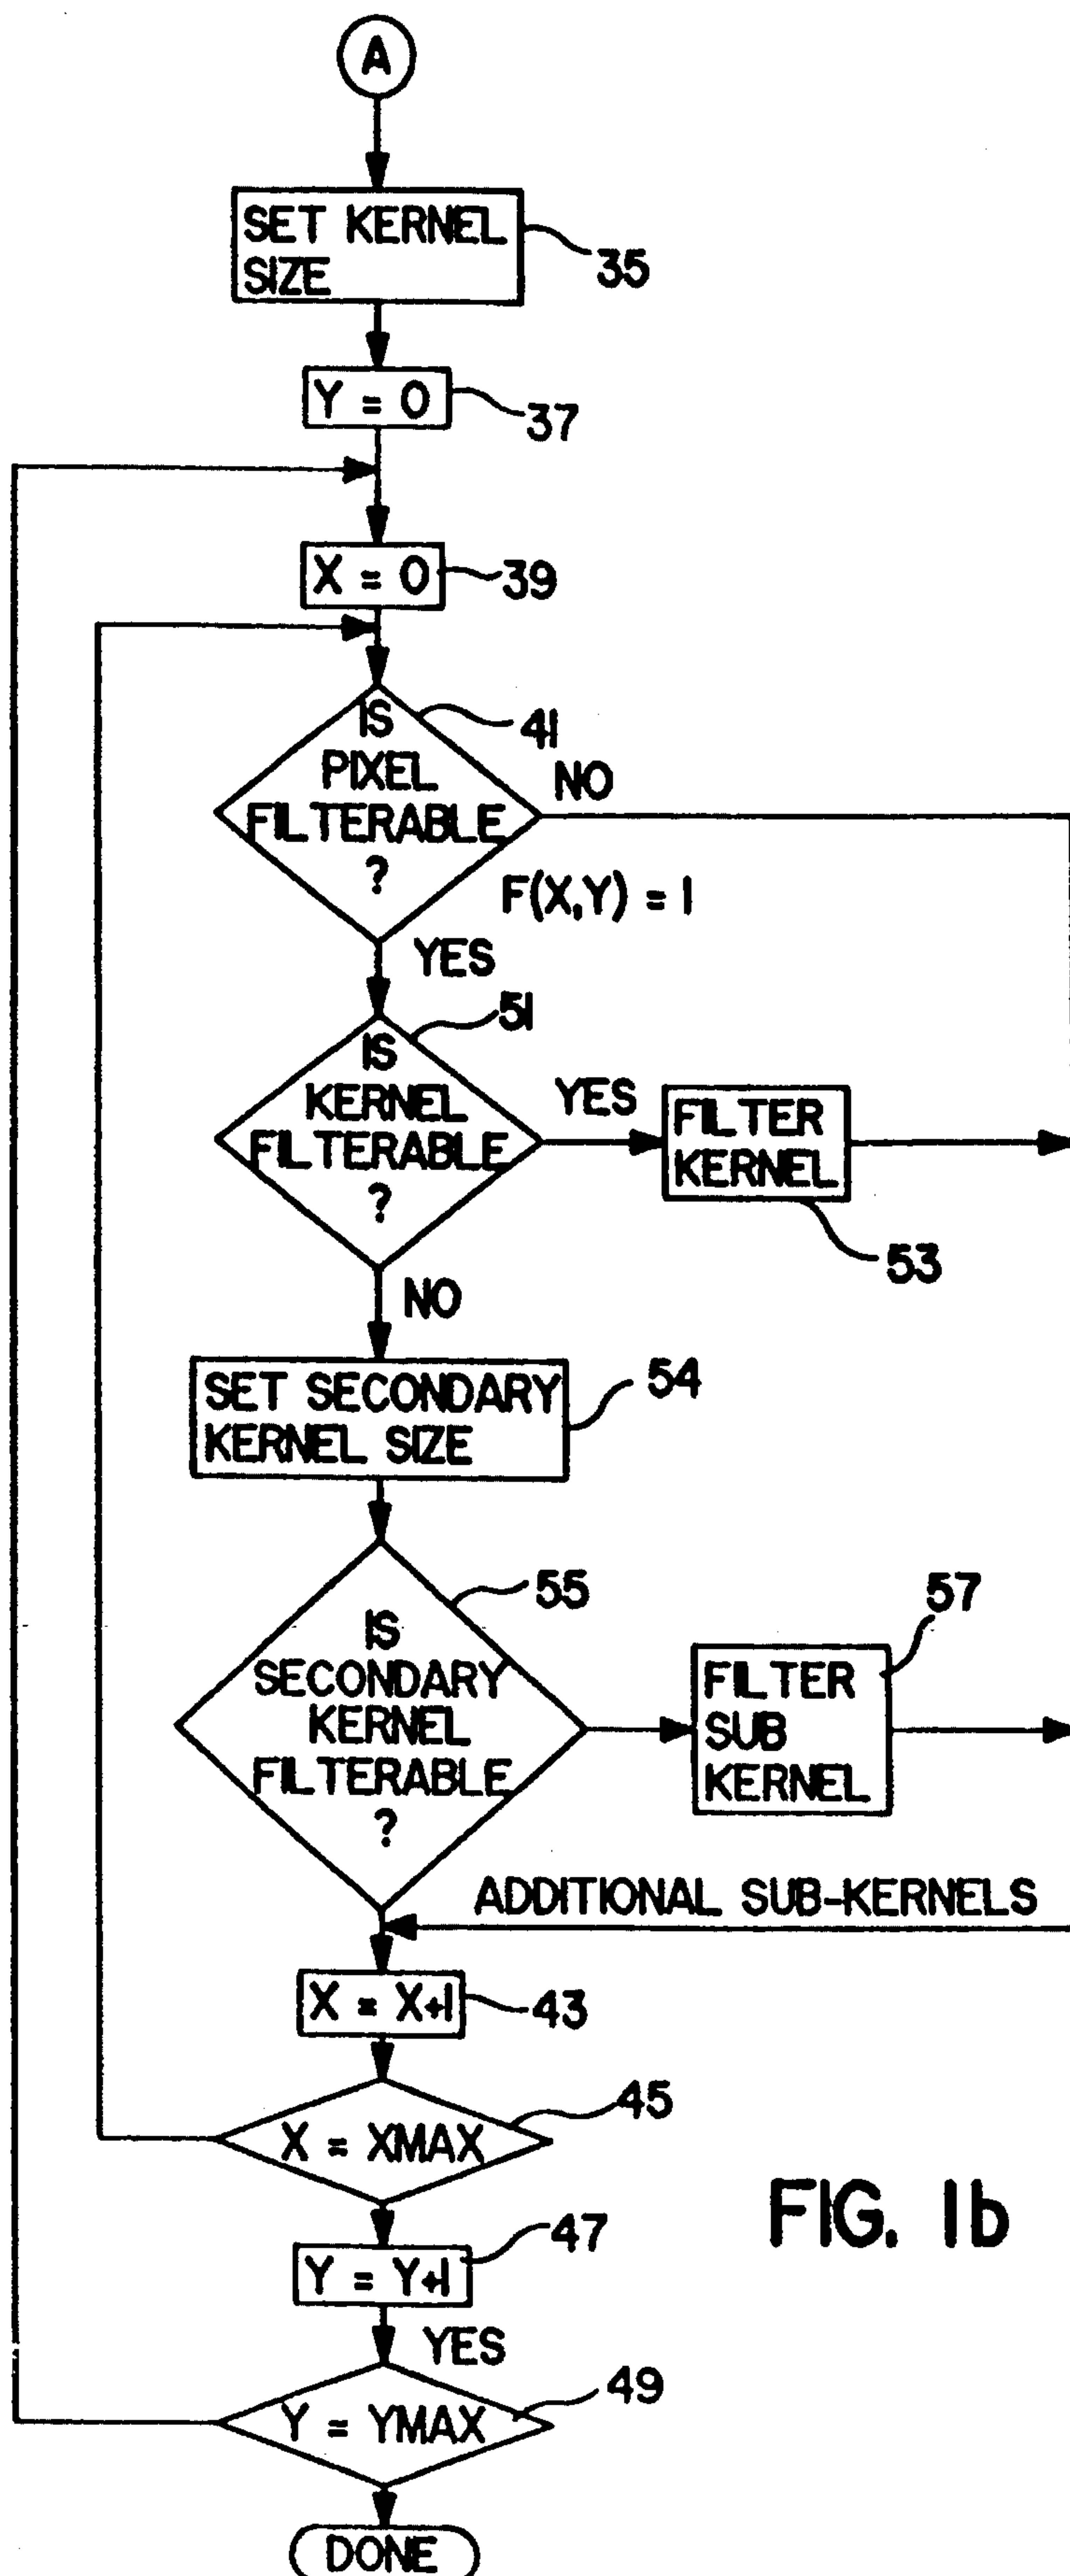 A
SET KERNEL
SIZE
35
Y = 0
37
X = 0
39
IS
PIXEL
FILTERABLE
?
41
NO
F(X,Y) = 1
YES
51
IS
KERNEL
FILTERABLE
?
YES
FILTER
KERNEL
53
NO
SET SECONDARY
KERNEL SIZE
54
55
IS
SECONDARY
KERNEL
FILTERABLE
?
57
FILTER
SUB
KERNEL
ADDITIONAL SUB-KERNELS
X = X+1
43
45
X = XMAX
47
Y = Y+1
YES
49
Y = YMAX
DONE
FIG. 1b